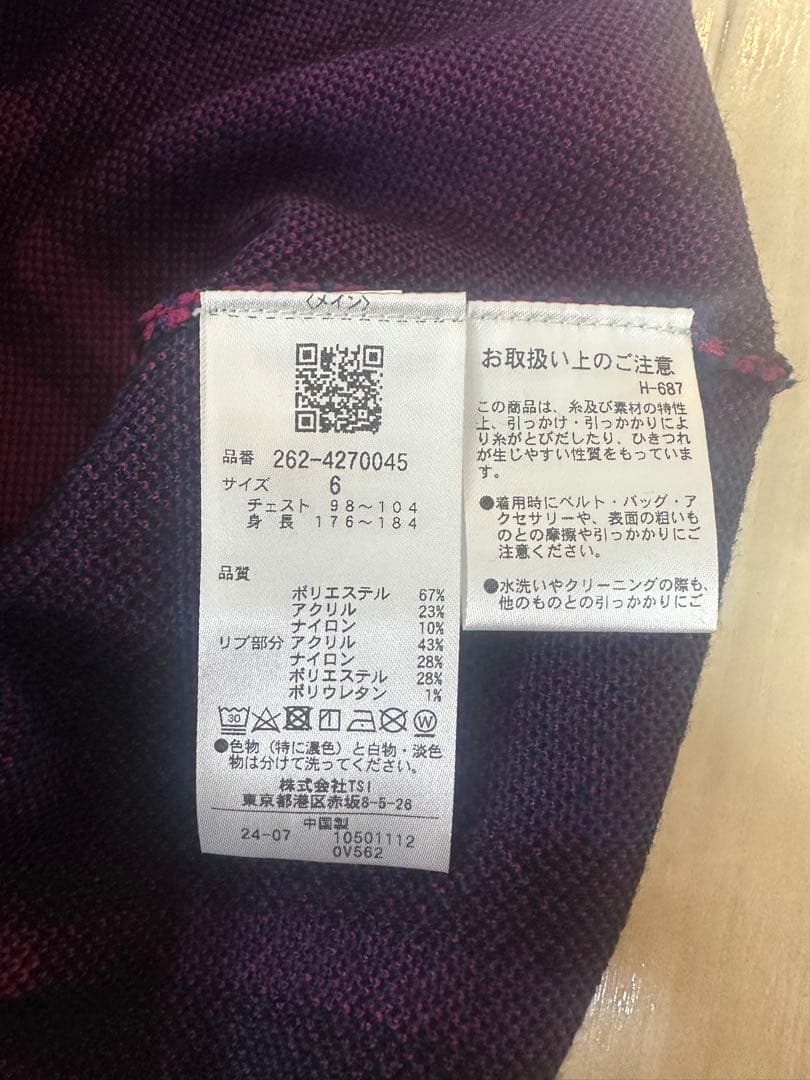 〈メイン〉
品番 262-4270045
サイズ 6
チェスト 98〜104
身長 176〜184
品質
ポリエステル 67%
アクリル 23%
ナイロン 10%
リブ部分 アクリル 43%
ナイロン 28%
ポリエステル 28%
ポリウレタン 1%
30
W
●色物（特に濃色）と白物・淡色
物は分けて洗ってください。
株式会社TSI
東京都港区赤坂8-5-26
中国製
24-07 10501112
0V562
お取扱い上のご注意
H-687
この商品は、糸及び素材の特性
上、引っかけ・引っかかりによ
り糸がとびだしたり、ひきつれ
が生じやすい性質をもっていま
す。
●着用時にベルト・バッグ・ア
クセサリーや、表面の粗いも
のとの摩擦や引っかかりにご
注意ください。
●水洗いやクリーニングの際も、
他のものとの引っかかりにご